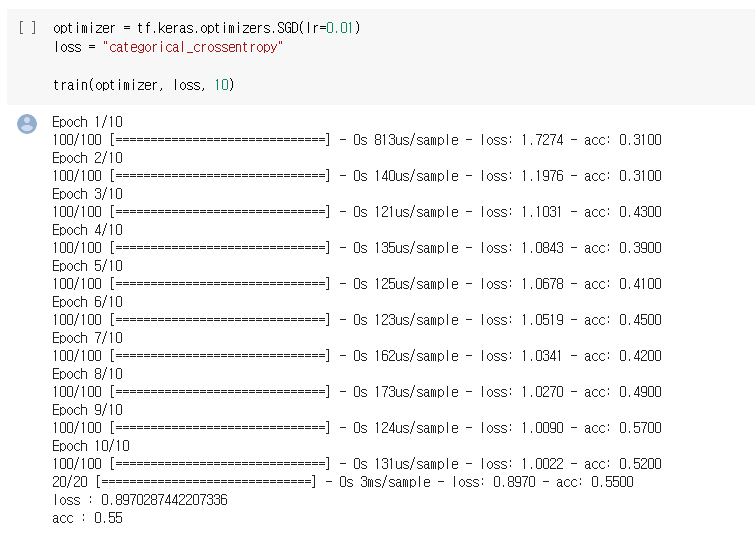 [ ] optimizer = tf.keras.optimizers.SGD(lr=0.01)
loss = "categorical_crossentropy"
train(optimizer, loss, 10)
Epoch 1/10
100/100 [==============================] - 0s 813us/sample - loss: 1.7274 - acc: 0.3100
Epoch 2/10
100/100 [==============================] - 0s 140us/sample - loss: 1.1976 - acc: 0.3100
Epoch 3/10
100/100 [==============================] - 0s 121us/sample - loss: 1.1031 - acc: 0.4300
Epoch 4/10
100/100 [==============================] - 0s 135us/sample - loss: 1.0843 - acc: 0.3900
Epoch 5/10
100/100 [==============================] - 0s 125us/sample - loss: 1.0678 - acc: 0.4100
Epoch 6/10
100/100 [==============================] - 0s 123us/sample - loss: 1.0519 - acc: 0.4500
Epoch 7/10
100/100 [==============================] - 0s 162us/sample - loss: 1.0341 - acc: 0.4200
Epoch 8/10
100/100 [==============================] - 0s 173us/sample - loss: 1.0270 - acc: 0.4900
Epoch 9/10
100/100 [==============================] - 0s 124us/sample - loss: 1.0090 - acc: 0.5700
Epoch 10/10
100/100 [==============================] - 0s 131us/sample - loss: 1.0022 - acc: 0.5200
20/20 [==============================] - 0s 3ms/sample - loss: 0.8970 - acc: 0.5500
loss : 0.8970287442207336
acc : 0.55